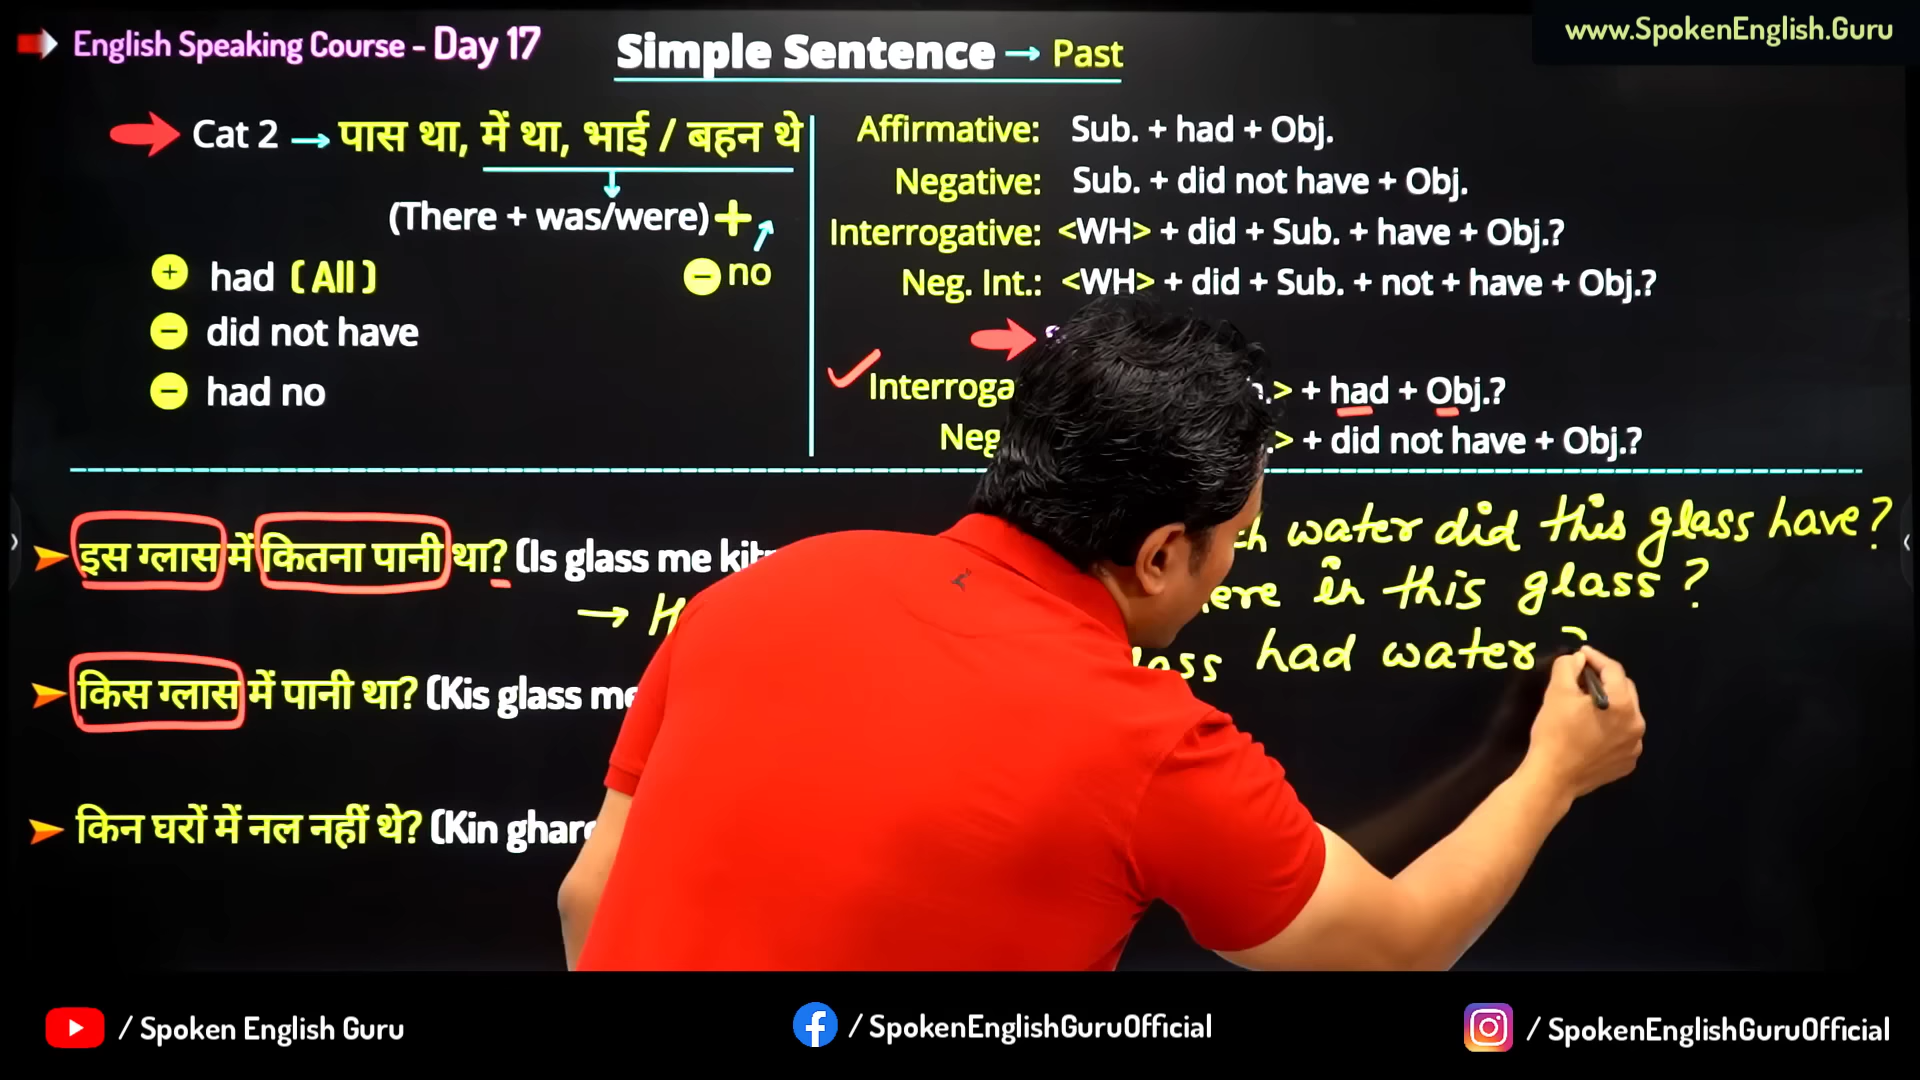 English Speaking Course - Day 17
Simple Sentence → Past
www.SpokenEnglish.Guru
Cat 2 → पास था, में था, भाई / बहन थे
(There + was/were) +
+ had (All)
- no
- did not have
- had no
Affirmative: Sub. + had + Obj.
Negative: Sub. + did not have + Obj.
Interrogative: <WH> + did + Sub. + have + Obj.?
Neg. Int.: <WH> + did + Sub. + not + have + Obj.?
> + had + Obj.?
Neg > + did not have + Obj.?
इस ग्लास में कितना पानी था? (Is glass me
water did this glass have?
in this glass?
→
had water?
किस ग्लास में पानी था? (Kis glass
किन घरों में नल नहीं थे? (Kin
/ Spoken English Guru
/ SpokenEnglishGuruOfficial
/ SpokenEnglishGuruOfficial